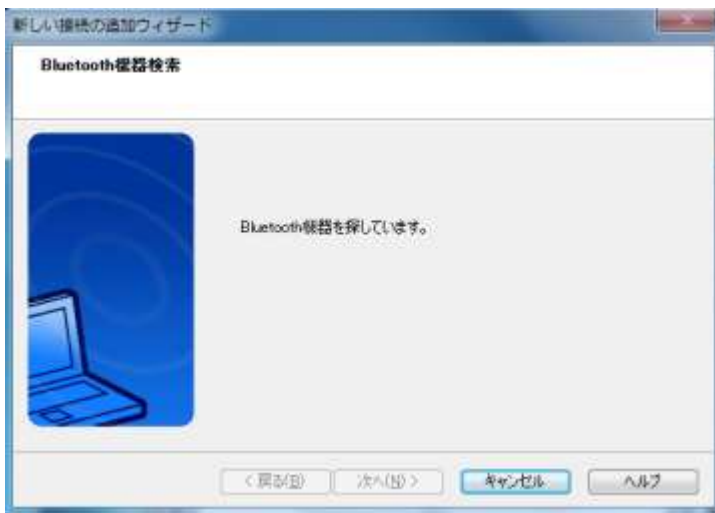 新しい接続の追加ウィザード
Bluetooth機器検索
Bluetooth機器を探しています。
< 戻る(B) 次へ(N) > キャンセル ヘルプ